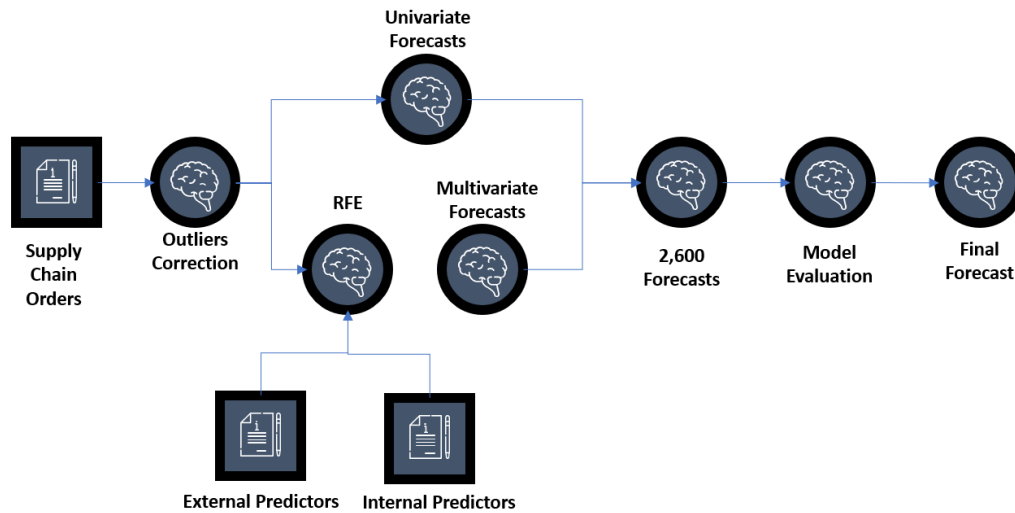 Univariate
Forecasts
Supply
Chain
Orders
Outliers
Correction
RFE
Multivariate
Forecasts
2,600
Forecasts
Model
Evaluation
Final
Forecast
External Predictors
Internal Predictors